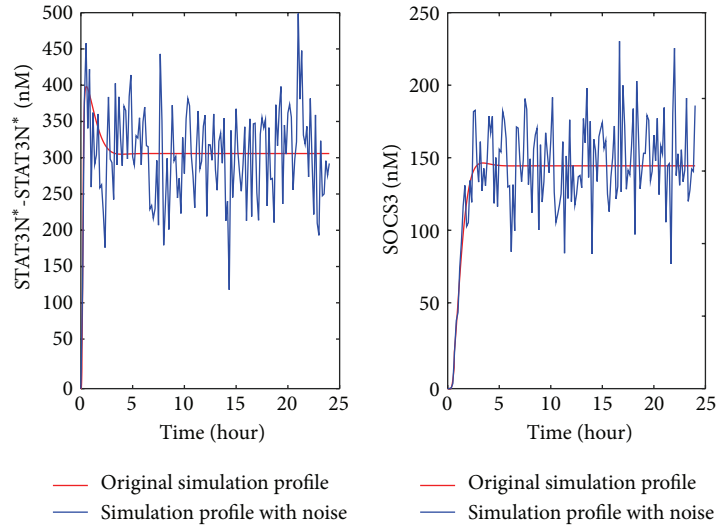 500
450
400
350
300
250
200
350
300
50
0
STAT3N*-STAT3N* (nM)
0 5 10 15 20 25
Time (hour)
250
200
150
100
50
0
SOCS3 (nM)
0 5 10 15 20 25
Time (hour)
Original simulation profile
Simulation profile with noise
Original simulation profile
Simulation profile with noise